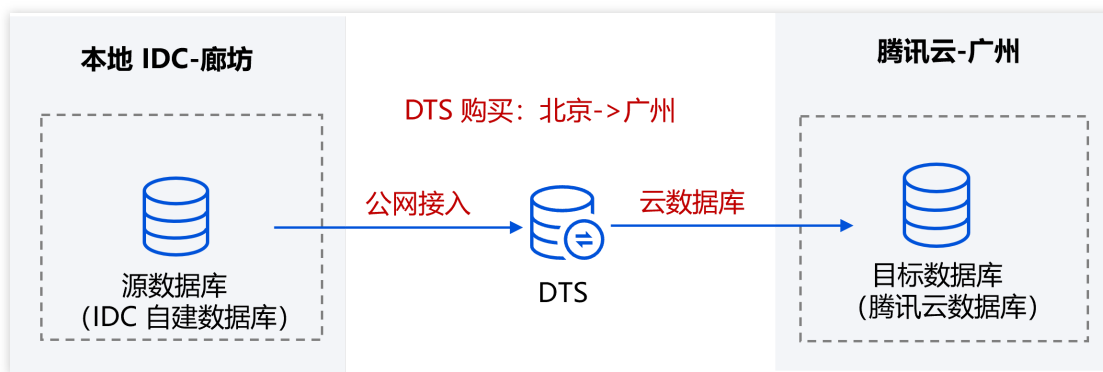 本地 IDC-廊坊
腾讯云-广州
DTS 购买：北京->广州
公网接入
云数据库
源数据库
（IDC 自建数据库）
DTS
目标数据库
（腾讯云数据库）